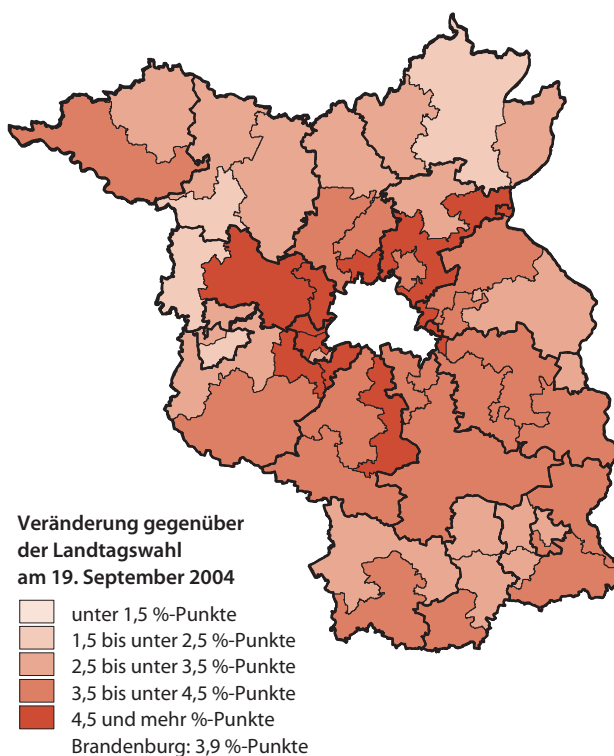 Veränderung gegenüber
der Landtagswahl
am 19. September 2004
unter 1,5 %-Punkte
1,5 bis unter 2,5 %-Punkte
2,5 bis unter 3,5 %-Punkte
3,5 bis unter 4,5 %-Punkte
4,5 und mehr %-Punkte
Brandenburg: 3,9 %-Punkte